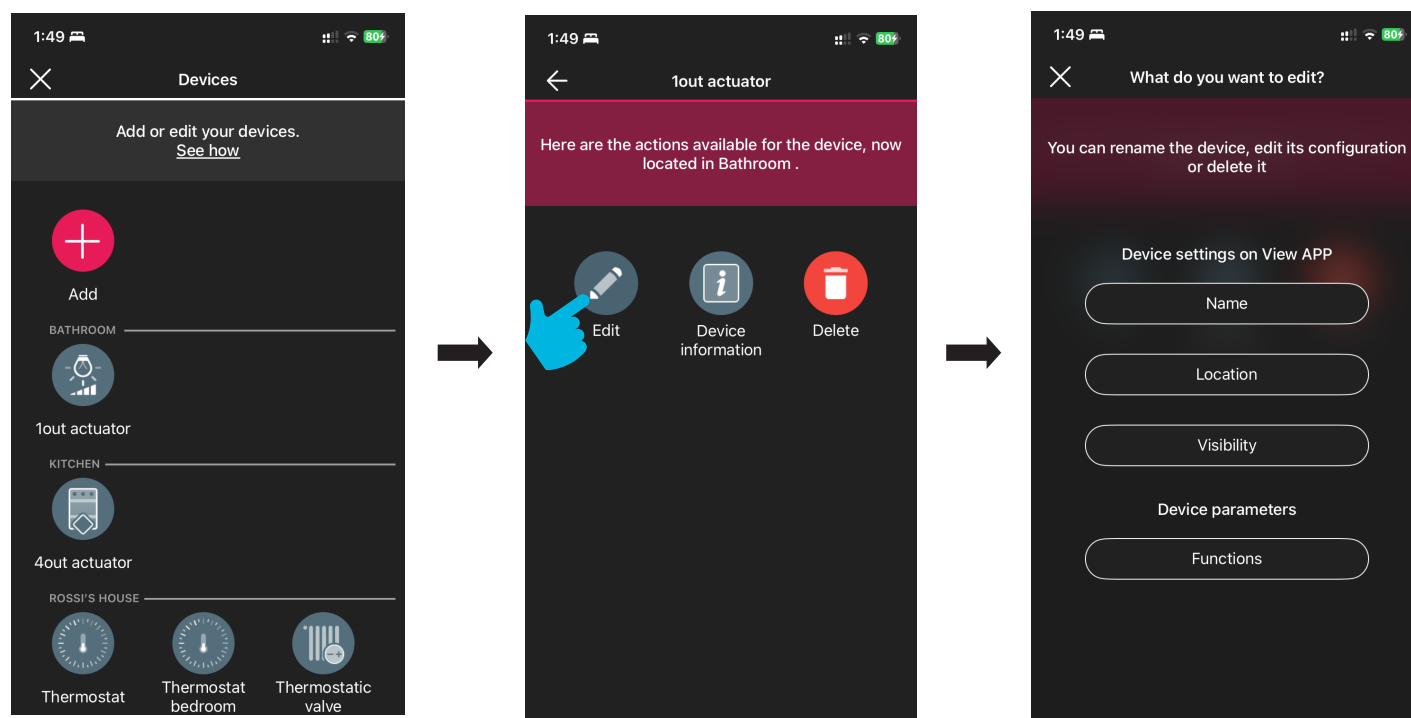 1:49
80
Devices
Add or edit your devices.
See how
Add
BATHROOM
1out actuator
KITCHEN
4out actuator
ROSSI'S HOUSE
Thermostat
Thermostat
bedroom
Thermostatic
valve
1:49
80
1out actuator
Here are the actions available for the device, now
located in Bathroom .
Edit
Device
information
Delete
1:49
80
What do you want to edit?
You can rename the device, edit its configuration
or delete it
Device settings on View APP
Name
Location
Visibility
Device parameters
Functions